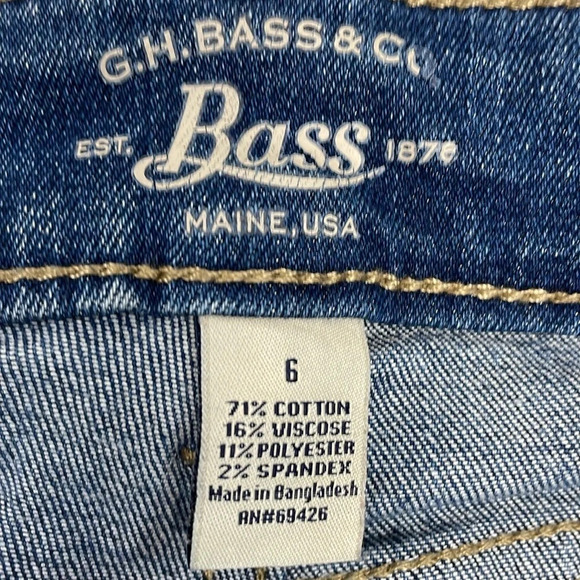 G.H.BASS & CO.
EST. Bass 1876
MAINE, USA
6
71% COTTON
16% VISCOSE
11% POLYESTER
2% SPANDEX
Made in Bangladesh
RN#69426